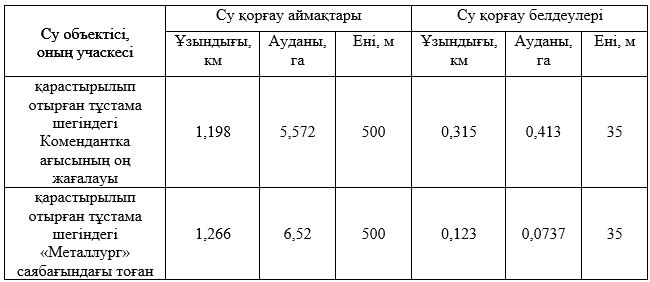 Су объектісі, оның учаскесі | Су қорғау аймақтары | Су қорғау белдеулері
Ұзындығы, км | Ауданы, га | Ені, м | Ұзындығы, км | Ауданы, га | Ені, м
қарастырылып
отырған тұстама
шегіндегі
Комендантка
ағысының оң
жағалауы
1,198 | 5,572 | 500 | 0,315 | 0,413 | 35
қарастырылып
отырған тұстама
шегіндегі
«Металлург»
саябағындағы тоған
1,266 | 6,52 | 500 | 0,123 | 0,0737 | 35